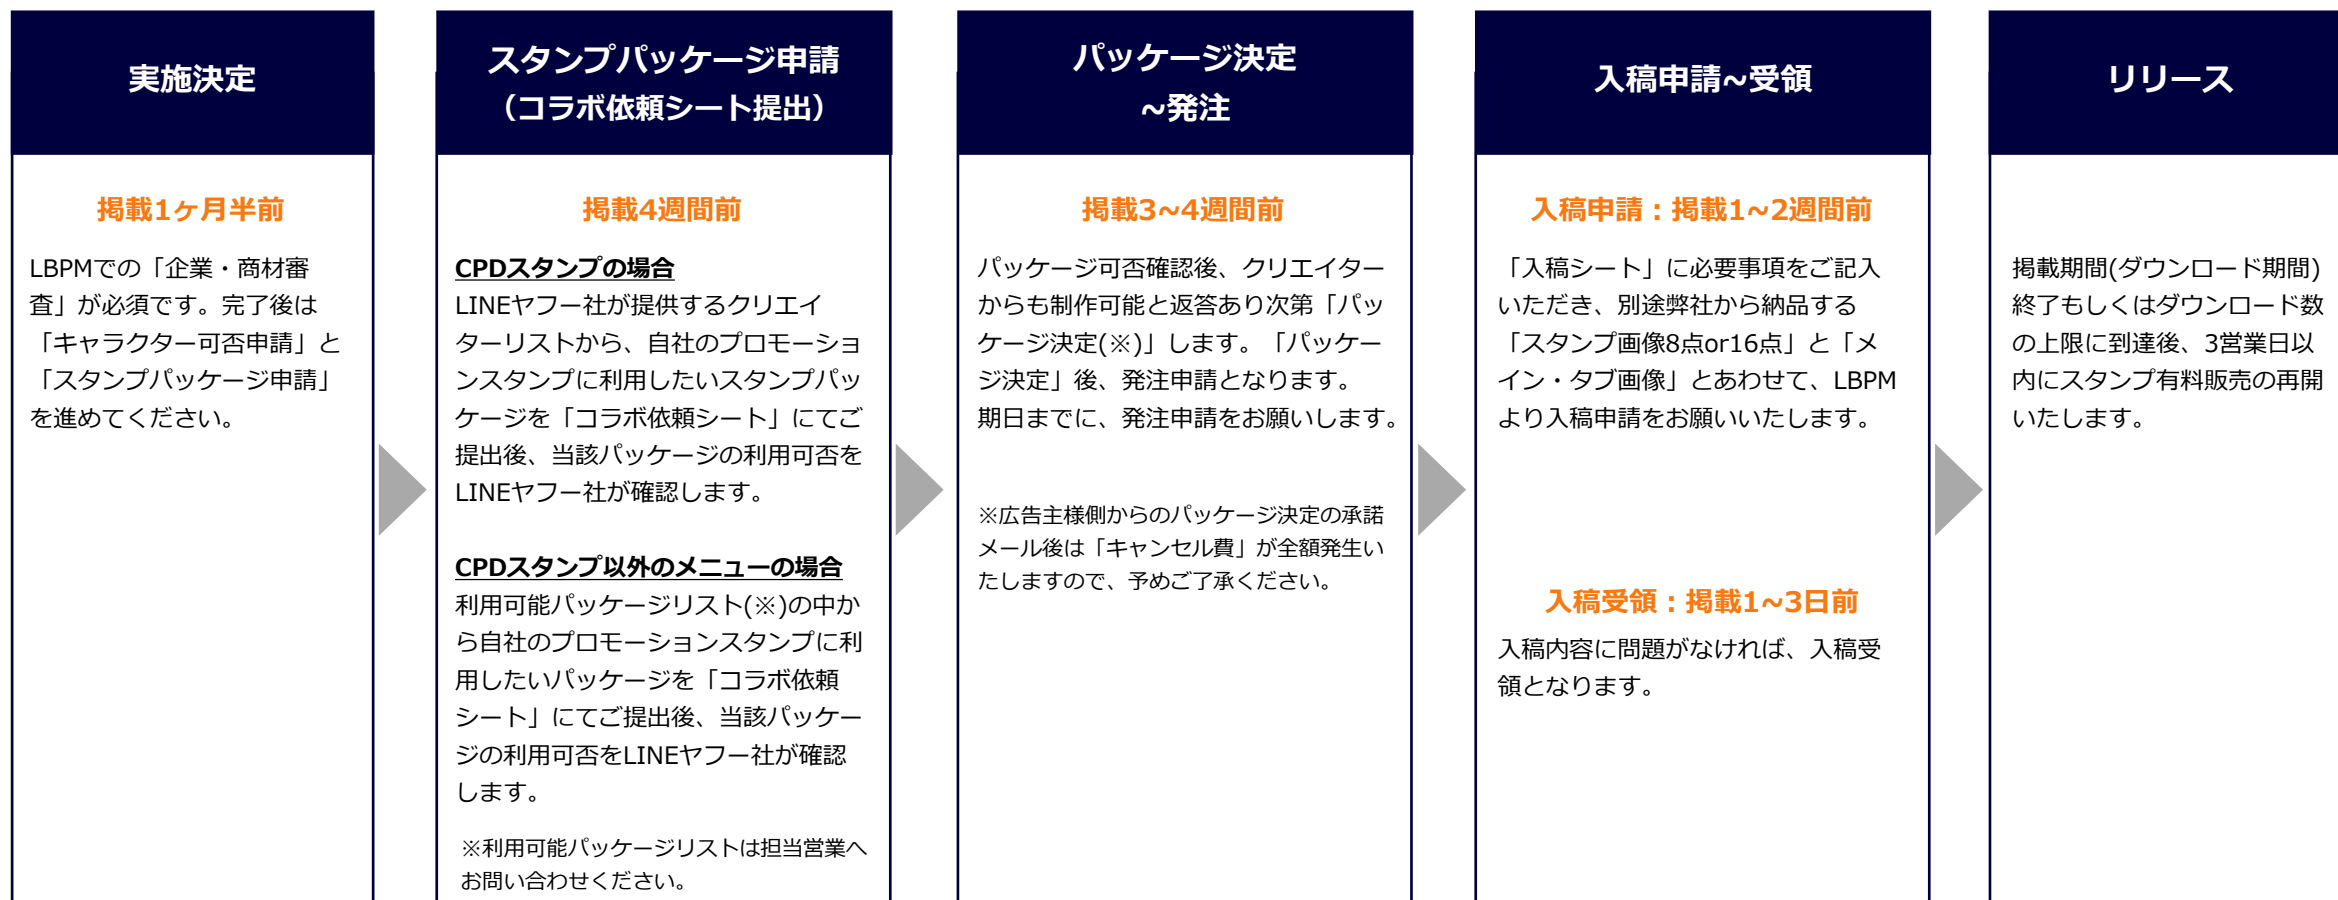 実施決定
掲載1ヶ月半前
LBPMでの「企業・商材審
査」が必須です。完了後は
「キャラクター可否申請」と
「スタンプパッケージ申請」
を進めてください。
スタンプパッケージ申請
（コラボ依頼シート提出）
掲載4週間前
CPDスタンプの場合
LINEヤフー社が提供するクリエイ
ターリストから、自社のプロモーショ
ンスタンプに利用したいスタンプパッ
ケージを「コラボ依頼シート」にてご
提出後、当該パッケージの利用可否を
LINEヤフー社が確認します。
CPDスタンプ以外のメニューの場合
利用可能パッケージリスト(※)の中か
ら自社のプロモーションスタンプに利
用したいパッケージを「コラボ依頼
シート」にてご提出後、当該パッケー
ジの利用可否をLINEヤフー社が確認
します。
※利用可能パッケージリストは担当営業へ
お問い合わせください。
パッケージ決定
~発注
掲載3~4週間前
パッケージ可否確認後、クリエイター
からも制作可能と返答あり次第「パッ
ケージ決定(※)」します。「パッケー
ジ決定」後、発注申請となります。
期日までに、発注申請をお願いします。
※広告主様側からのパッケージ決定の承諾
メール後は「キャンセル費」が全額発生い
たしますので、予めご了承ください。
入稿申請~受領
入稿申請：掲載1~2週間前
「入稿シート」に必要事項をご記入
いただき、別途弊社から納品する
「スタンプ画像8点or16点」と「メ
イン・タブ画像」とあわせて、LBPM
より入稿申請をお願いいたします。
入稿受領：掲載1~3日前
入稿内容に問題がなければ、入稿受
領となります。
リリース
掲載期間(ダウンロード期間)
終了もしくはダウンロード数
の上限に到達後、3営業日以
内にスタンプ有料販売の再開
いたします。